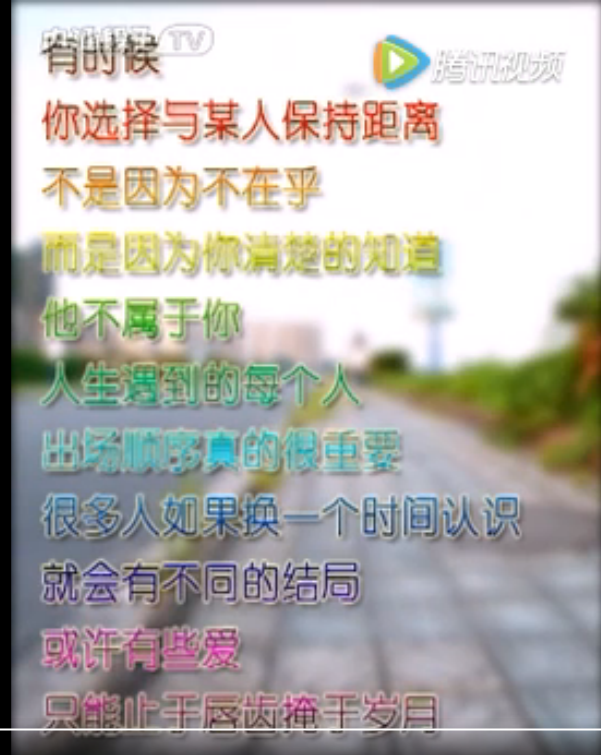 TV
腾讯视频
有时候
你选择与某人保持距离
不是因为不在乎
而是因为你清楚的知道
他不属于你
人生遇到的每个人
出场顺序真的很重要
很多人如果换一个时间认识
就会有不同的结局
或许有些爱
只能止于唇齿掩于岁月